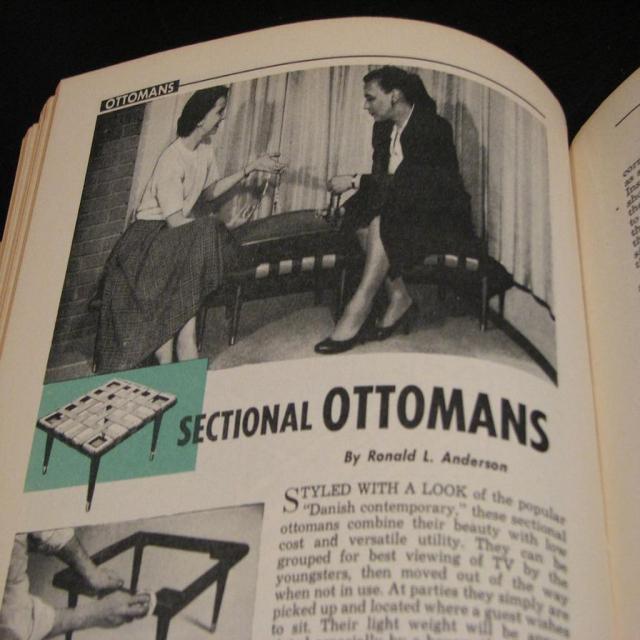 OTTOMANS
SECTIONAL OTTOMANS
By Ronald L. Anderson
STYLED WITH A LOOK of the popular
"Danish contemporary," these sectional
ottomans combine their beauty with low
cost and versatile utility. They can be
grouped for best viewing of TV by the
youngsters, then moved out of the way
when not in use. At parties they simply are
picked up and located where a guest wishes
to sit. Their light weight will